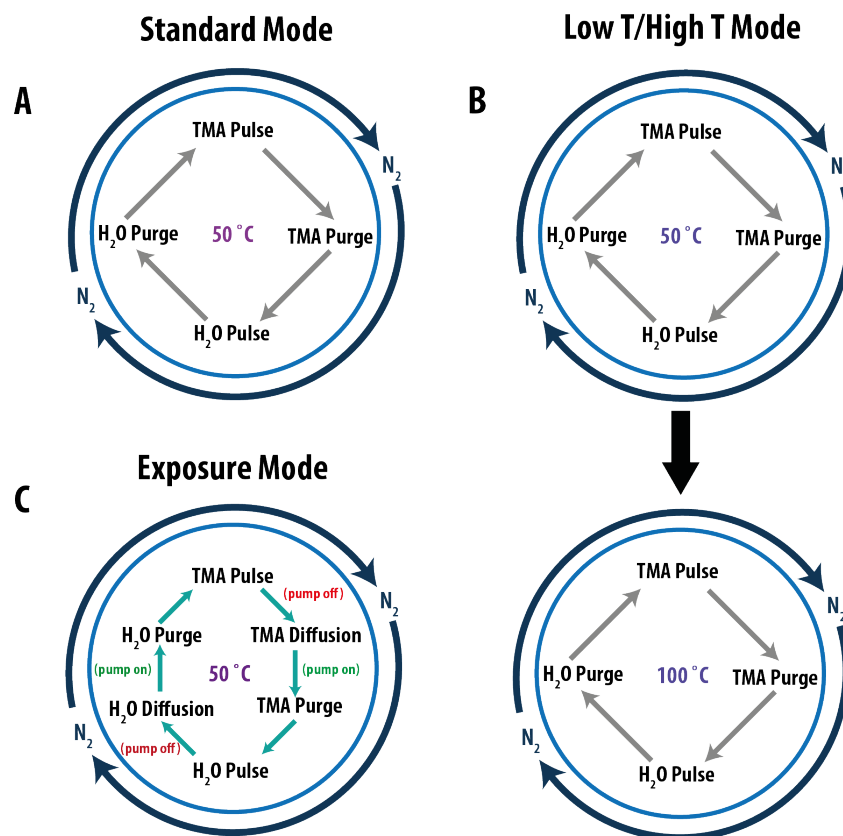 Standard Mode
Low T/High T Mode
A
TMA Pulse
N₂
H₂O Purge
50 °C
TMA Purge
N₂
H₂O Pulse
B
TMA Pulse
N
H₂O Purge
50 °C
TMA Purge
N₂
H₂O Pulse
Exposure Mode
C
TMA Pulse
(pump off)
N₂
H₂O Purge
TMA Diffusion
(pump on)
50 °C
(pump on)
H₂O Diffusion
TMA Purge
N₂
(pump off)
H₂O Pulse
TMA Pulse
N₂
H₂O Purge
100 °C
TMA Purge
N₂
H₂O Pulse